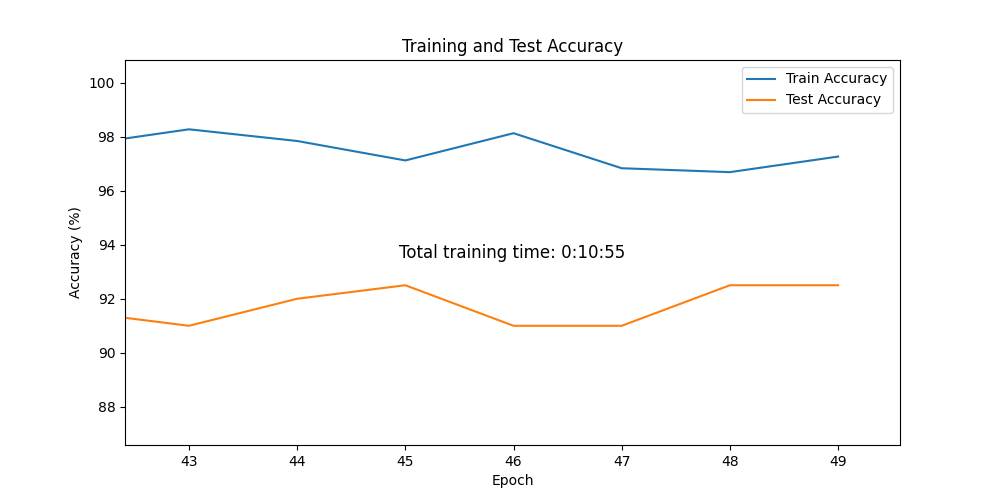 Training and Test Accuracy
Train Accuracy
Test Accuracy
100
98
96
94
92
90
88
Accuracy (%)
Total training time: 0:10:55
43 44 45 46 47 48 49
Epoch